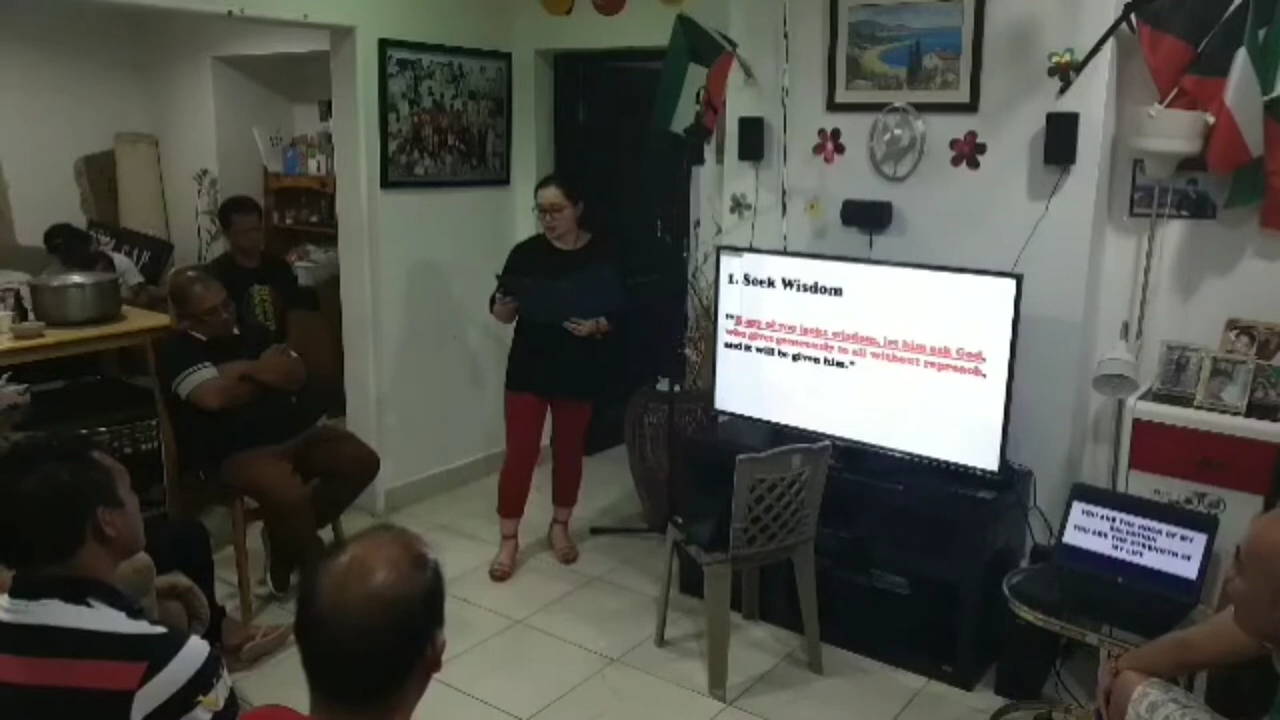 1. Seek Wisdom
"If any of you lacks wisdom, let him ask God,
who gives generously to all without reproach,
and it will be given him."
YOU ARE THE ROCK OF MY
SALVATION
YOU ARE THE STRENGTH OF
MY LIFE